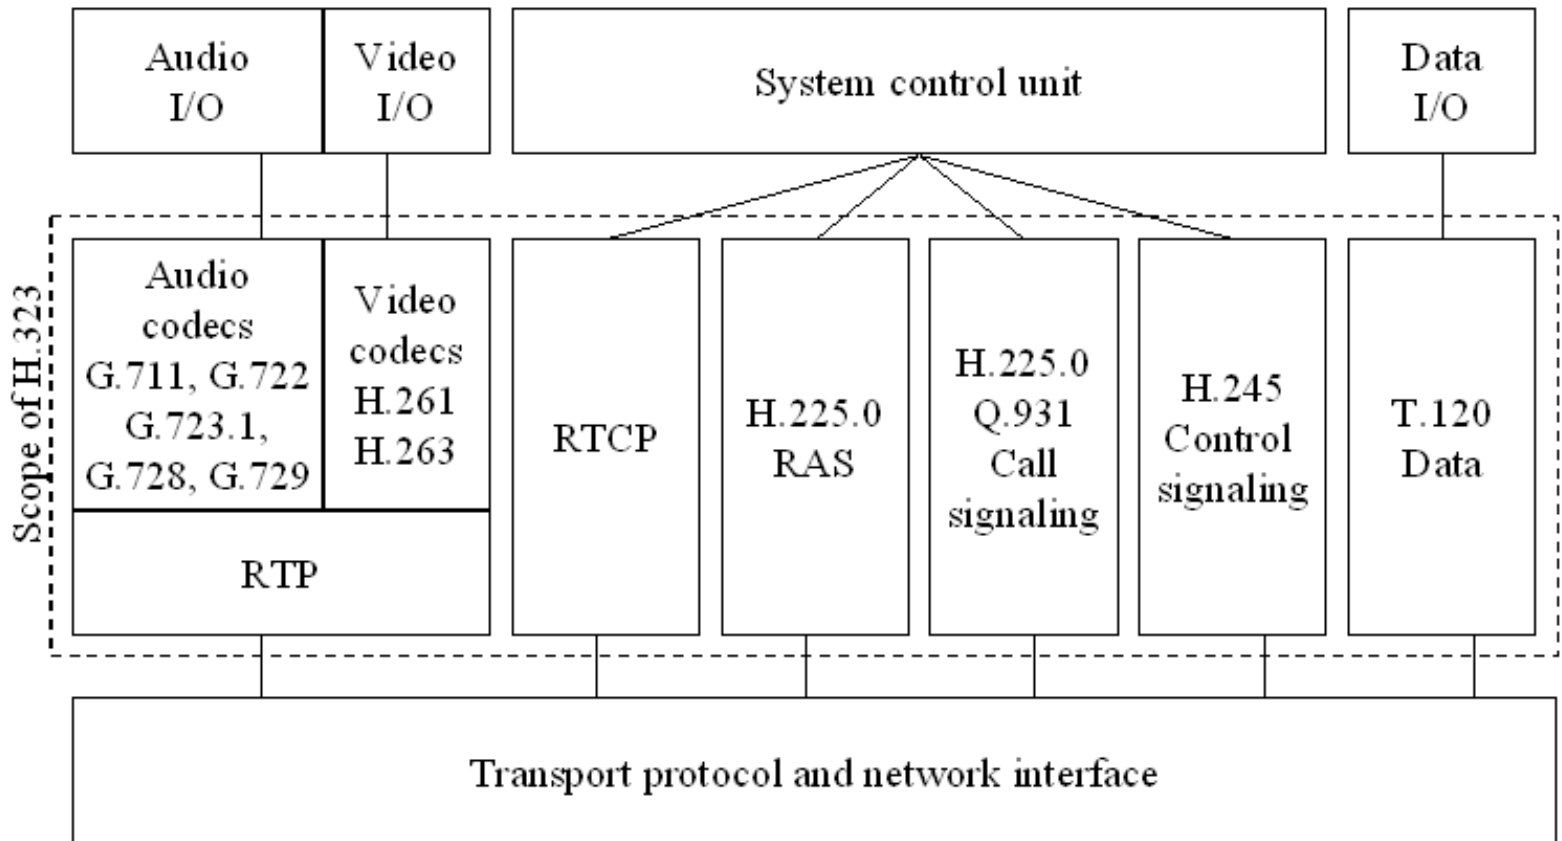 Audio
I/O
Video
I/O
System control unit
Data
I/O
Scope of H.323
Audio
codecs
G.711, G.722
G.723.1,
G.728, G.729
Video
codecs
H.261
H.263
RTP
RTCP
H.225.0
RAS
H.225.0
Q.931
Call
signaling
H.245
Control
signaling
T.120
Data
Transport protocol and network interface